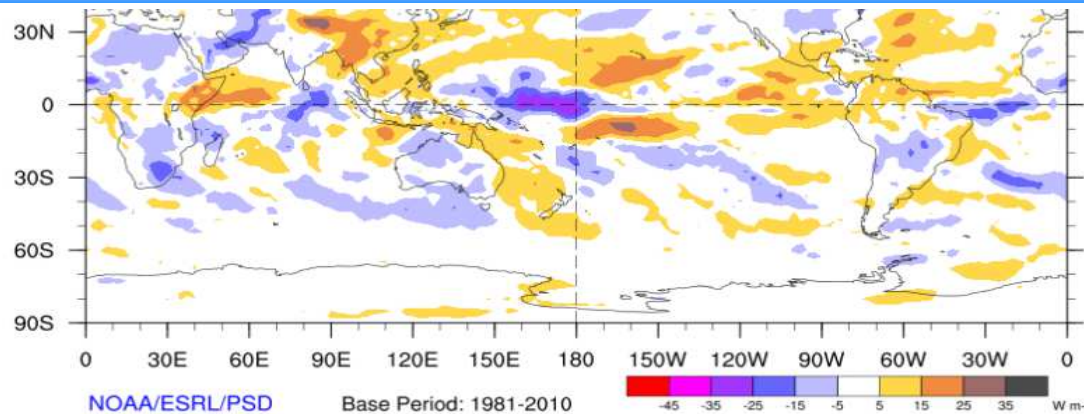 30N
0
30S
60S
90S
0 30E 60E 90E 120E 150E 180 150W 120W 90W 60W 30W 0
NOAA/ESRL/PSD Base Period: 1981-2010
-45 -35 -25 -15 -5 5 15 25 35 W m-